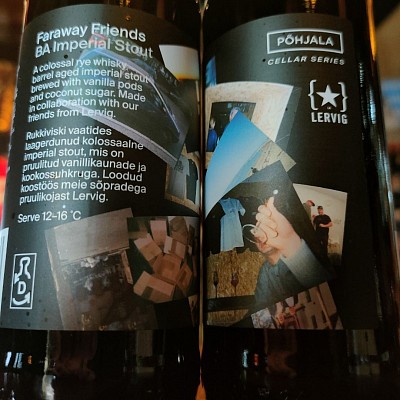 Faraway Friends
BA Imperial Stout
A colossal rye whisky
barrel aged imperial stout
brewed with vanilla pods
and coconut sugar. Made
in collaboration with our
friends from Lervig.
Rukkiviski vaatides
laagerdunud kolossaalne
imperial stout, mis on
pruulitud vanillikaunade ja
kookossuhkruga. Loodud
koostöös meie sõpradega
pruulikojast Lervig.
Serve 12–16 °C
D
PÕHJALA
CELLAR SERIES
LERVIG